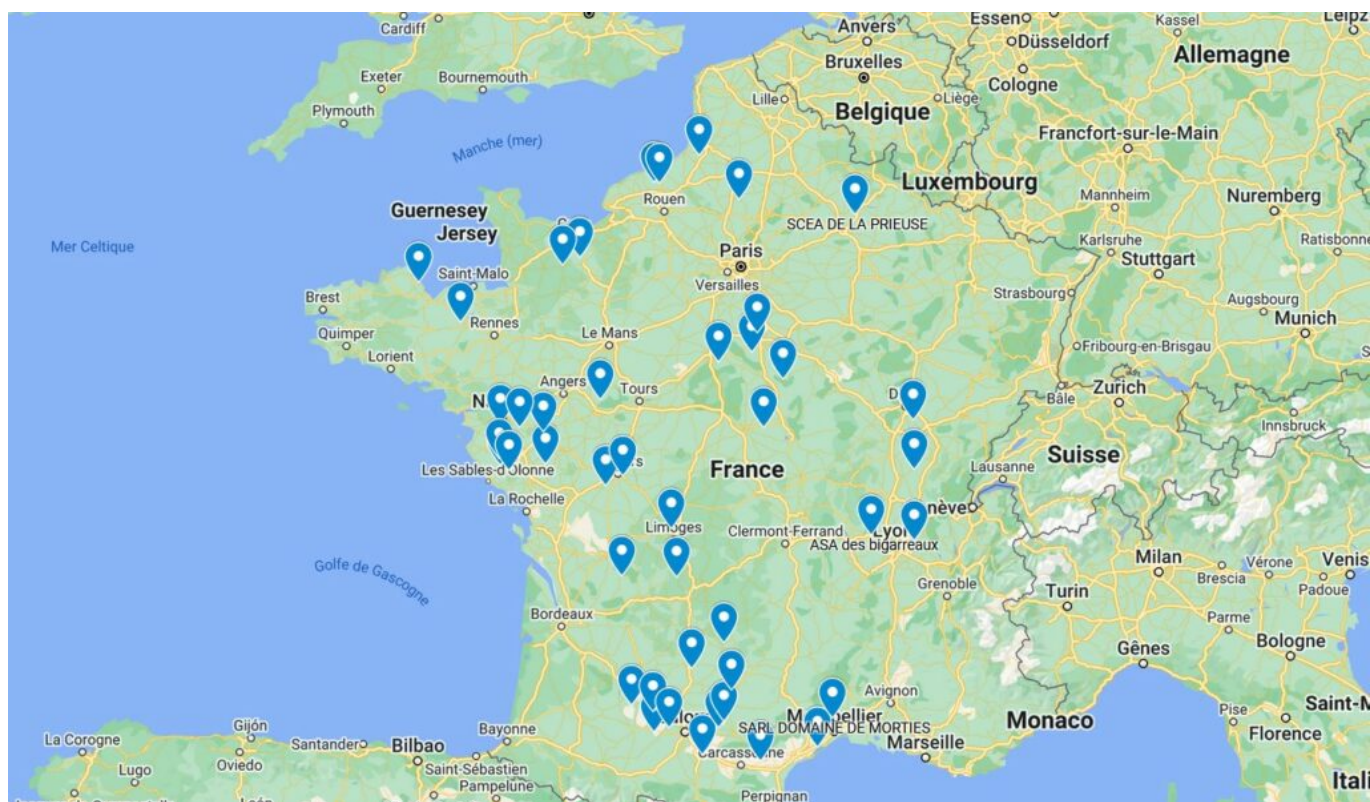 Cardiff
Anvers
Essen
Düsseldorf
Kassel
Leipz
Allemagne
Exeter
Bournemouth
Bruxelles
Cologne
Plymouth
Lille
Liège
Belgique
Manche (mer)
Francfort-sur-le-Main
Luxembourg
Mannheim
Nuremberg
Rouen
Guernesey
Jersey
SCEA DE LA PRIEUSE
Mer Celtique
Paris
Karlsruhe
Ratisbonne
Stuttgart
Saint-Malo
Versailles
Brest
Strasbourg
Augsbourg
Rennes
Munich
Quimper
Le Mans
Fribourg-en-Brisgau
Lorient
Angers
Tours
Zurich
Bâle
Innsbruck
France
Suisse
Les Sables-d'Olonne
Lausanne
La Rochelle
Limoges
Clermont-Ferrand
Lyon
ASA des bigarreaux
Milan
Vérone
Venis
Golfe de Gascogne
Brescia
Padoue
Grenoble
Turin
Bordeaux
Parme
Gênes
Bologne
Avignon
Saint-M
Monaco
SARL DOMAINE DE MORTIES
Pise
Gijón
Bayonne
Marseille
Florence
La Corogne
Santander
Bilbao
Carcassonne
Oviedo
Saint-Sébastien
Lugo
Pampelune
Perpignan
Itali